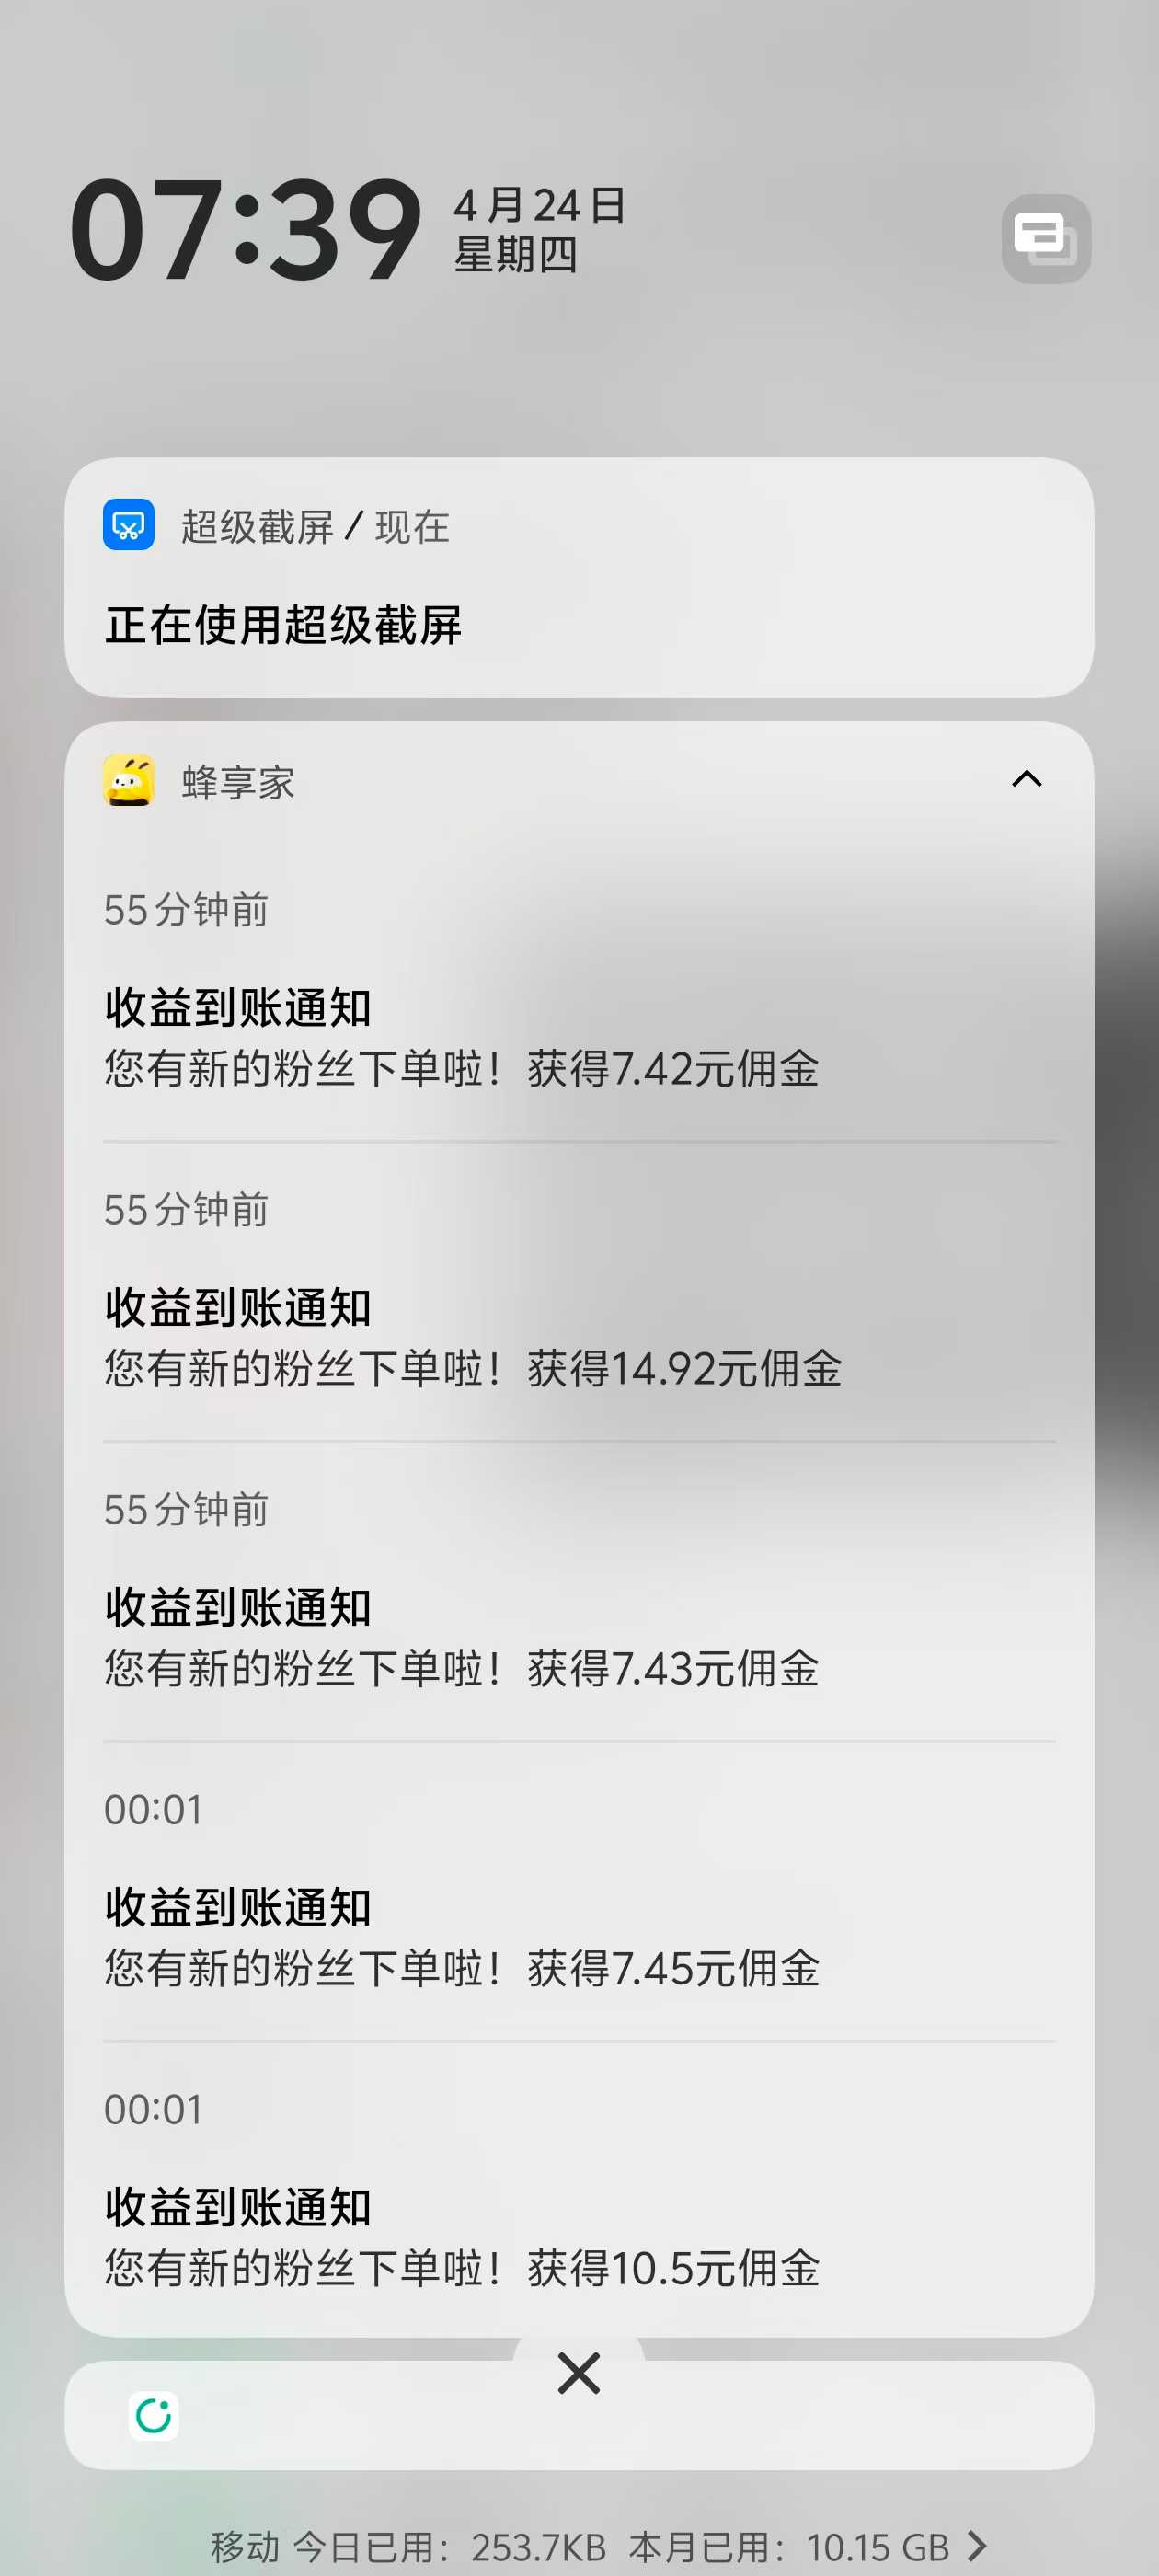 07:39
4月24日
星期四
超级截屏 / 现在
正在使用超级截屏
蜂享家
55分钟前
收益到账通知
您有新的粉丝下单啦！获得7.42元佣金
55分钟前
收益到账通知
您有新的粉丝下单啦！获得14.92元佣金
55分钟前
收益到账通知
您有新的粉丝下单啦！获得7.43元佣金
00:01
收益到账通知
您有新的粉丝下单啦！获得7.45元佣金
00:01
收益到账通知
您有新的粉丝下单啦！获得10.5元佣金
移动 今日已用：253.7KB 本月已用：10.15 GB